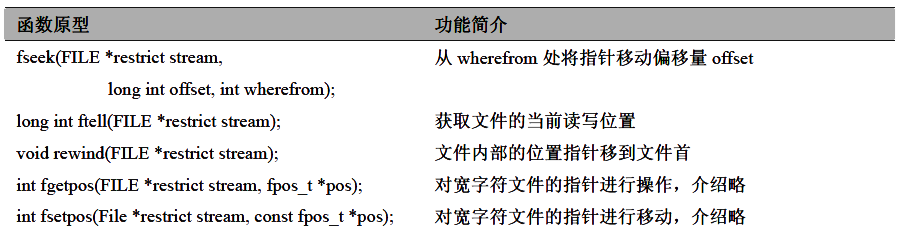 函数原型 功能简介
fseek(FILE *restrict stream, 从 wherefrom 处将指针移动偏移量 offset
long int offset, int wherefrom);
long int ftell(FILE *restrict stream); 获取文件的当前读写位置
void rewind(FILE *restrict stream); 文件内部的位置指针移到文件首
int fgetpos(FILE *restrict stream, fpos_t *pos); 对宽字符文件的指针进行操作，介绍略
int fsetpos(File *restrict stream, const fpos_t *pos); 对宽字符文件的指针进行移动，介绍略